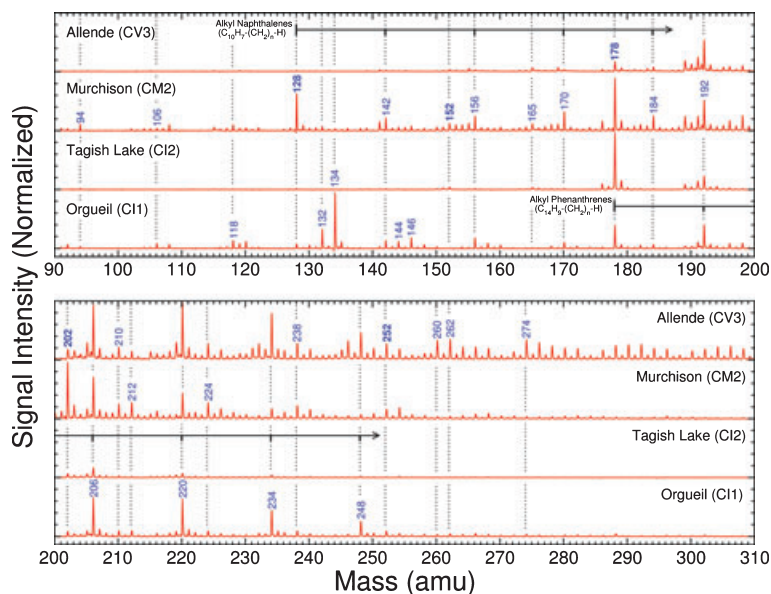 Signal Intensity (Normalized)
Allende (CV3)
Alkyl Naphthalenes
(C10H7-(CH2)n-H)
178
Murchison (CM2)
94
106
128
142
152
156
165
170
184
192
Tagish Lake (CI2)
134
Alkyl Phenanthrenes
(C14H9-(CH2)n-H)
Orgueil (CI1)
118
132
144
146
90 100 110 120 130 140 150 160 170 180 190 200
Allende (CV3)
202
210
238
252
260
262
274
Murchison (CM2)
212
224
Tagish Lake (CI2)
206
220
234
248
Orgueil (CI1)
200 210 220 230 240 250 260 270 280 290 300 310
Mass (amu)